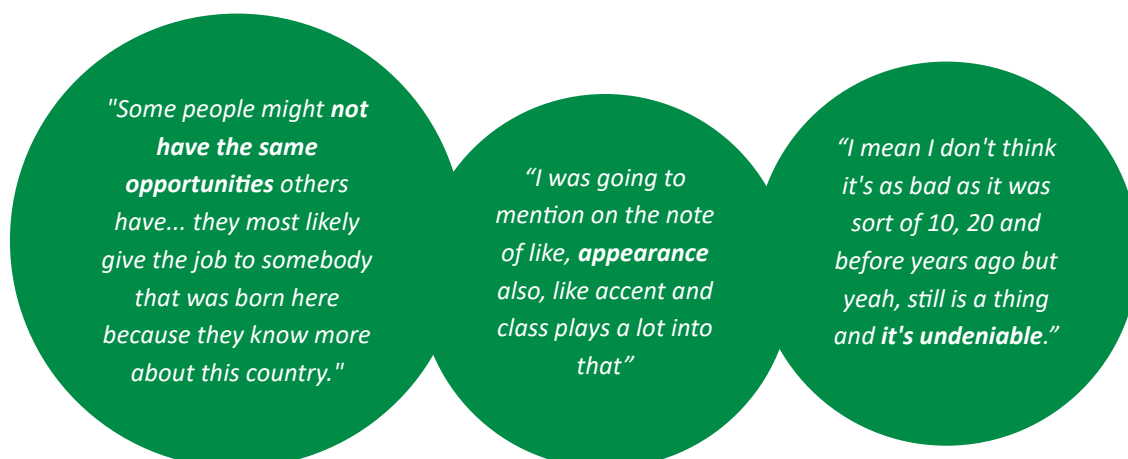 "Some people might not
have the same
opportunities others
have... they most likely
give the job to somebody
that was born here
because they know more
about this country."
“I was going to
mention on the note
of like, appearance
also, like accent and
class plays a lot into
that”
“I mean I don't think
it's as bad as it was
sort of 10, 20 and
before years ago but
yeah, still is a thing
and it's undeniable.”